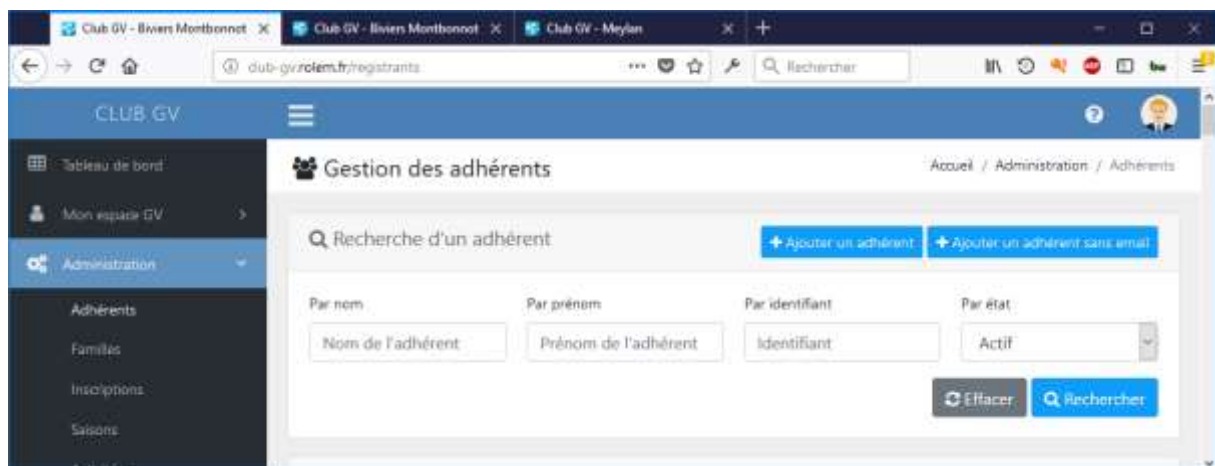 Club GV - Biviers Montbonnot
Club GV - Biviers Montbonnot
Club GV - Meylan
club-gv.rolem.fr/registrants
Rechercher
CLUB GV
Tableau de bord
Gestion des adhérents
Accueil / Administration / Adhérents
Mon espace GV
Recherche d'un adhérent
+ Ajouter un adhérent
+ Ajouter un adhérent sans email
Administration
Adhérents
Par nom
Par prénom
Par identifiant
Par état
Nom de l'adhérent
Prénom de l'adhérent
Identifiant
Actif
Familles
Inscriptions
Effacer
Rechercher
Saisons